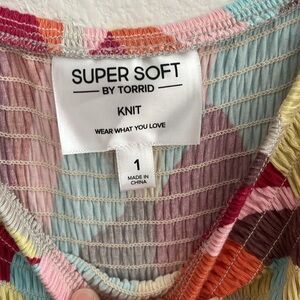 SUPER SOFT
BY TORRID
KNIT
WEAR WHAT YOU LOVE
1
MADE IN
CHINA